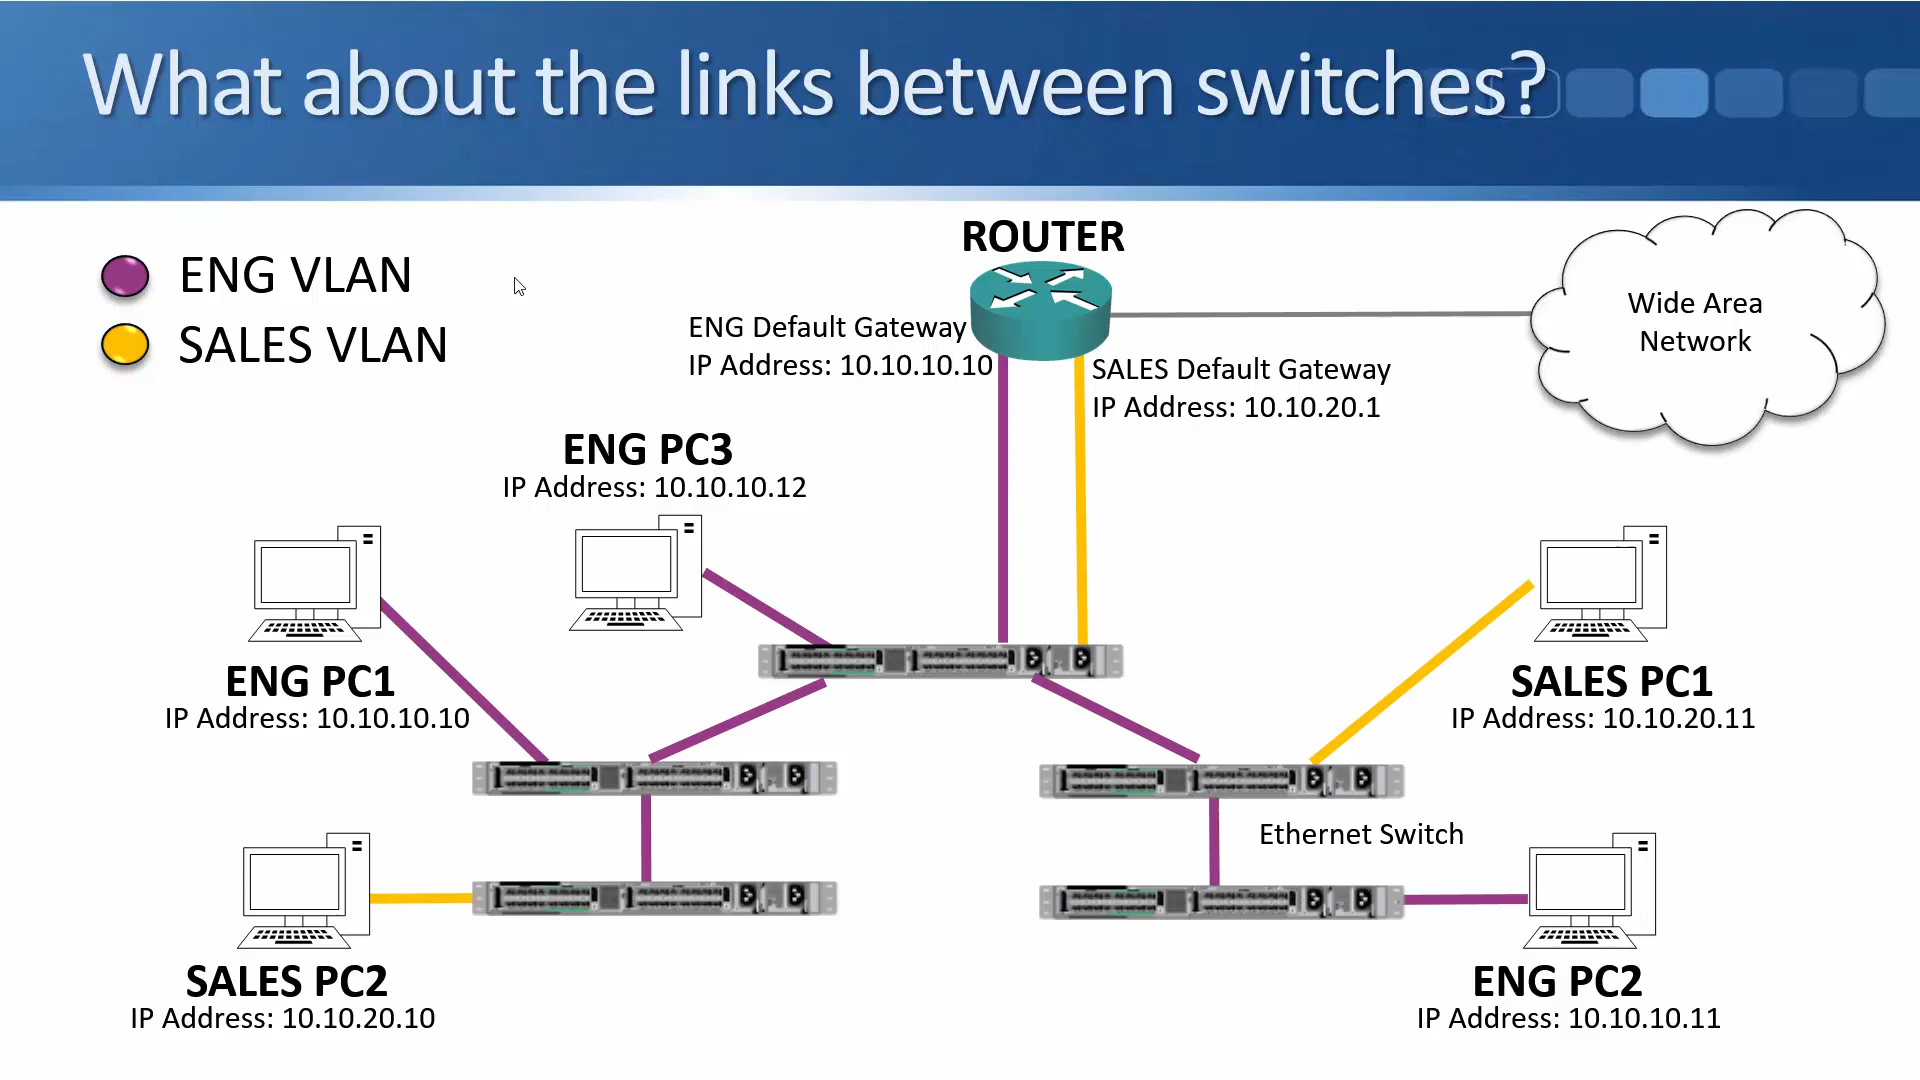 What about the links between switches?
ENG VLAN
SALES VLAN
ROUTER
ENG Default Gateway
IP Address: 10.10.10.10
SALES Default Gateway
IP Address: 10.10.20.1
Wide Area
Network
ENG PC3
IP Address: 10.10.10.12
ENG PC1
IP Address: 10.10.10.10
SALES PC1
IP Address: 10.10.20.11
Ethernet Switch
SALES PC2
IP Address: 10.10.20.10
ENG PC2
IP Address: 10.10.10.11